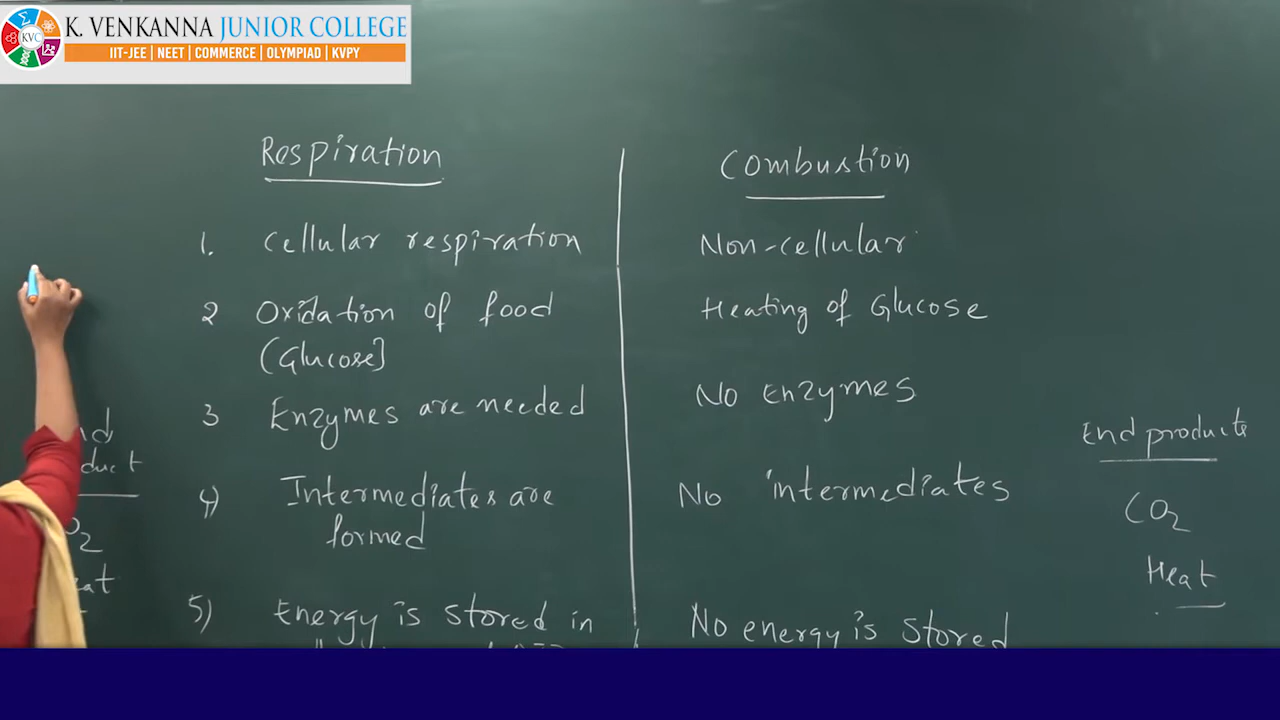 KVC
K. VENKANNA JUNIOR COLLEGE
IIT-JEE | NEET | COMMERCE | OLYMPIAD | KVPY
Respiration
Combustion
1. Cellular respiration
Non-cellular
2 Oxidation of food
(Glucose]
Heating of Glucose
3 Enzymes are needed
No Enzymes
4) Intermediates are
formed
No intermediates
5) Energy is stored in
No energy is stored
End products
CO2
Heat